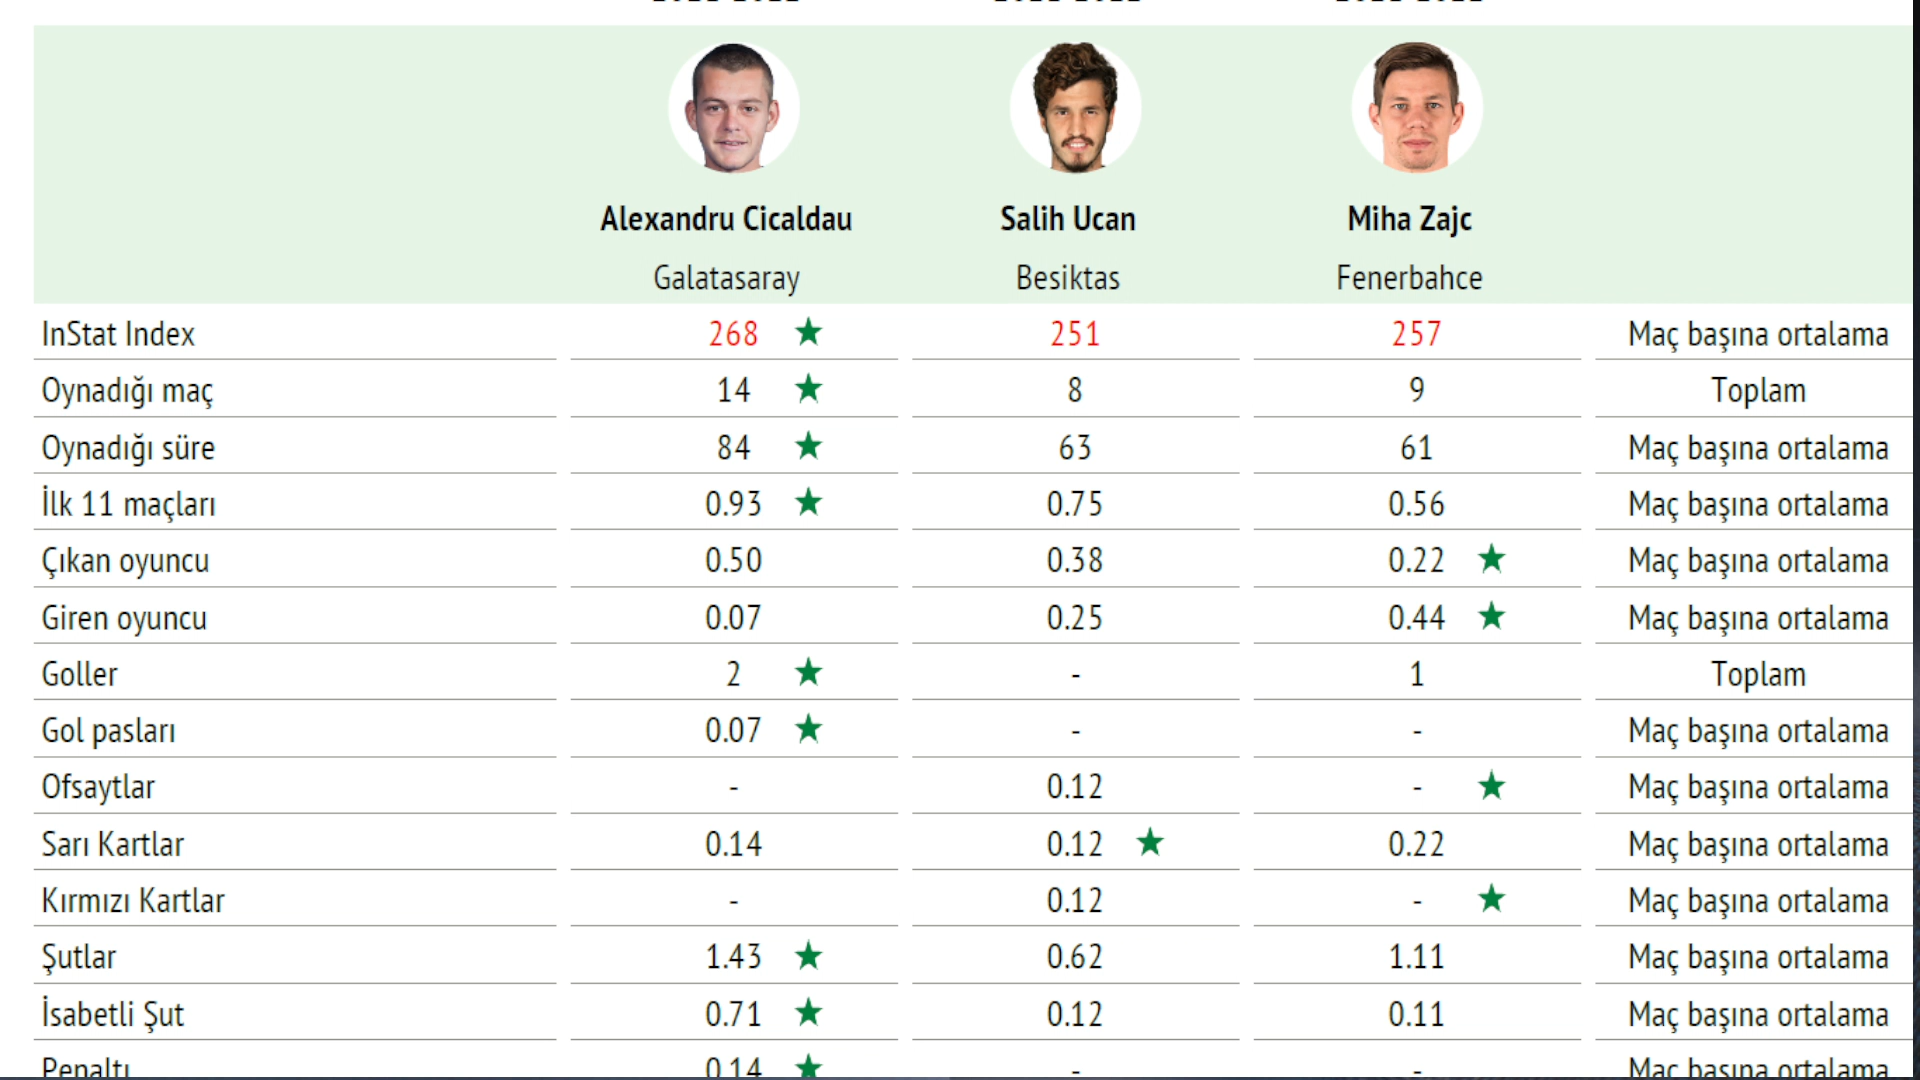 Alexandru Cicaldau Salih Ucan Miha Zajc
Galatasaray Besiktas Fenerbahce
InStat Index 268 251 257 Maç başına ortalama
Oynadığı maç 14 8 9 Toplam
Oynadığı süre 84 63 61 Maç başına ortalama
İlk 11 maçları 0.93 0.75 0.56 Maç başına ortalama
Çıkan oyuncu 0.50 0.38 0.22 Maç başına ortalama
Giren oyuncu 0.07 0.25 0.44 Maç başına ortalama
Goller 2 - 1 Toplam
Gol pasları 0.07 - - Maç başına ortalama
Ofsaytlar - 0.12 - Maç başına ortalama
Sarı Kartlar 0.14 0.12 0.22 Maç başına ortalama
Kırmızı Kartlar - 0.12 - Maç başına ortalama
Şutlar 1.43 0.62 1.11 Maç başına ortalama
İsabetli Şut 0.71 0.12 0.11 Maç başına ortalama
Penaltı 0.14 - - Maç başına ortalama